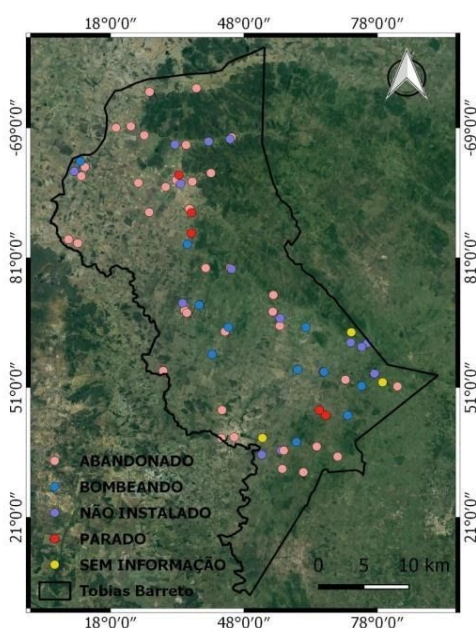 18°0'0" 48°0'0" 78°0'0"
-69°0'0" -69°0'0"
81°0'0" 81°0'0"
51°0'0" 51°0'0"
21°0'0" 21°0'0"
ABANDONADO
BOMBEANDO
NÃO INSTALADO
PARADO
SEM INFORMAÇÃO
Tobias Barreto
0 5 10 km
18°0'0" 48°0'0" 78°0'0"